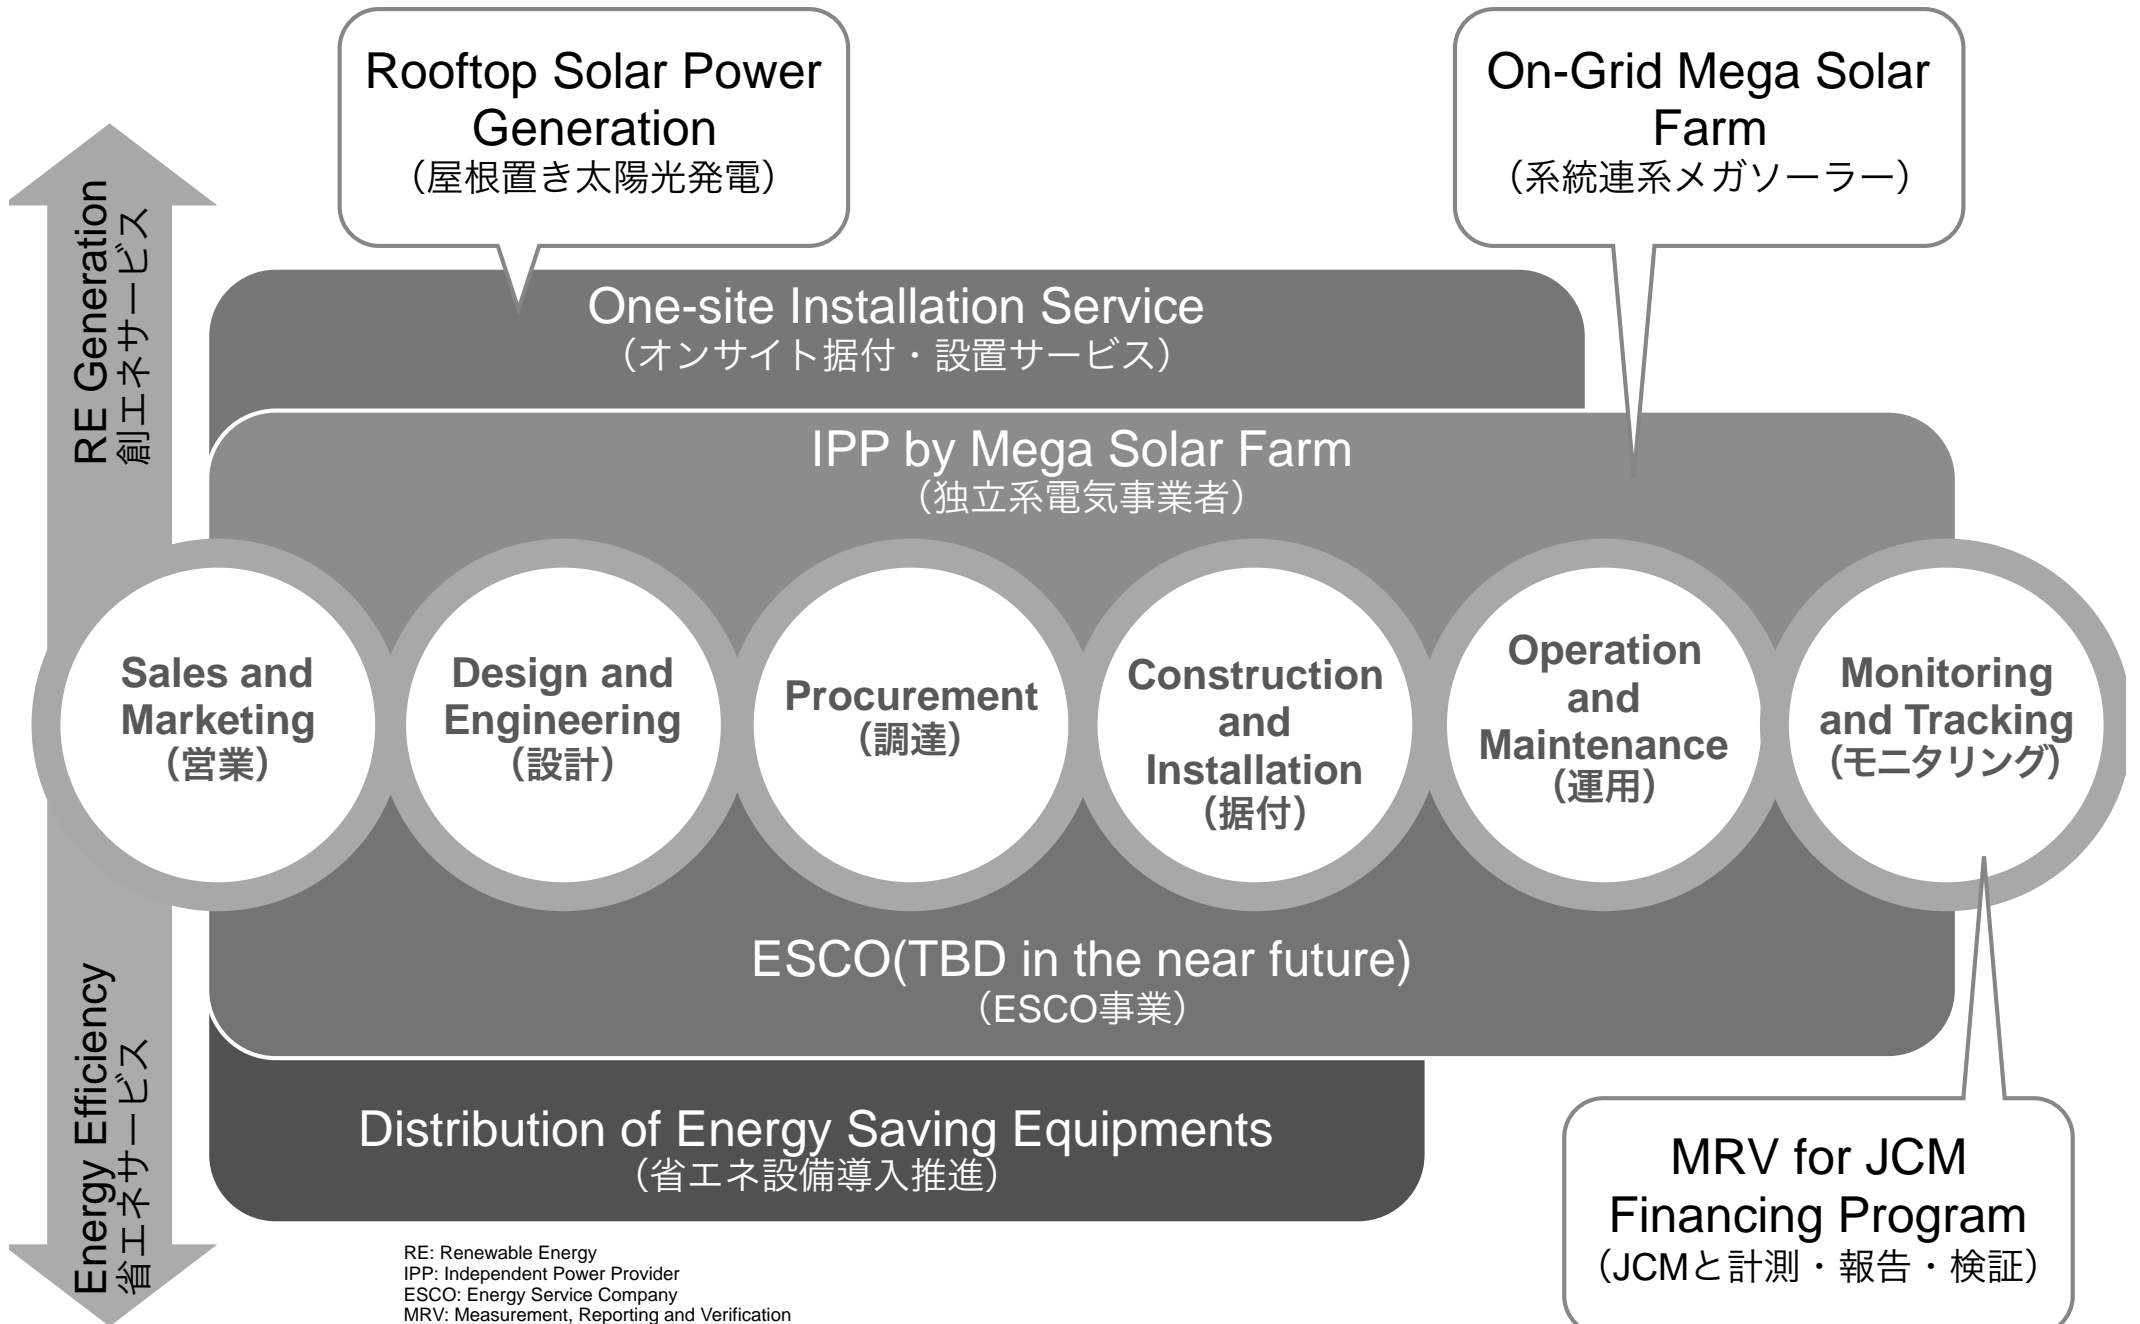 Rooftop Solar Power
Generation
（屋根置き太陽光発電）
On-Grid Mega Solar
Farm
（系統連系メガソーラー）
RE Generation
創エネサービス
One-site Installation Service
（オンサイト据付・設置サービス）
IPP by Mega Solar Farm
（独立系電気事業者）
Sales and
Marketing
（営業）
Design and
Engineering
（設計）
Procurement
（調達）
Construction
and
Installation
（据付）
Operation
and
Maintenance
（運用）
Monitoring
and Tracking
（モニタリング）
Energy Efficiency
省エネサービス
ESCO(TBD in the near future)
（ESCO事業）
Distribution of Energy Saving Equipments
（省エネ設備導入推進）
MRV for JCM
Financing Program
（JCMと計測・報告・検証）
RE: Renewable Energy
IPP: Independent Power Provider
ESCO: Energy Service Company
MRV: Measurement, Reporting and Verification